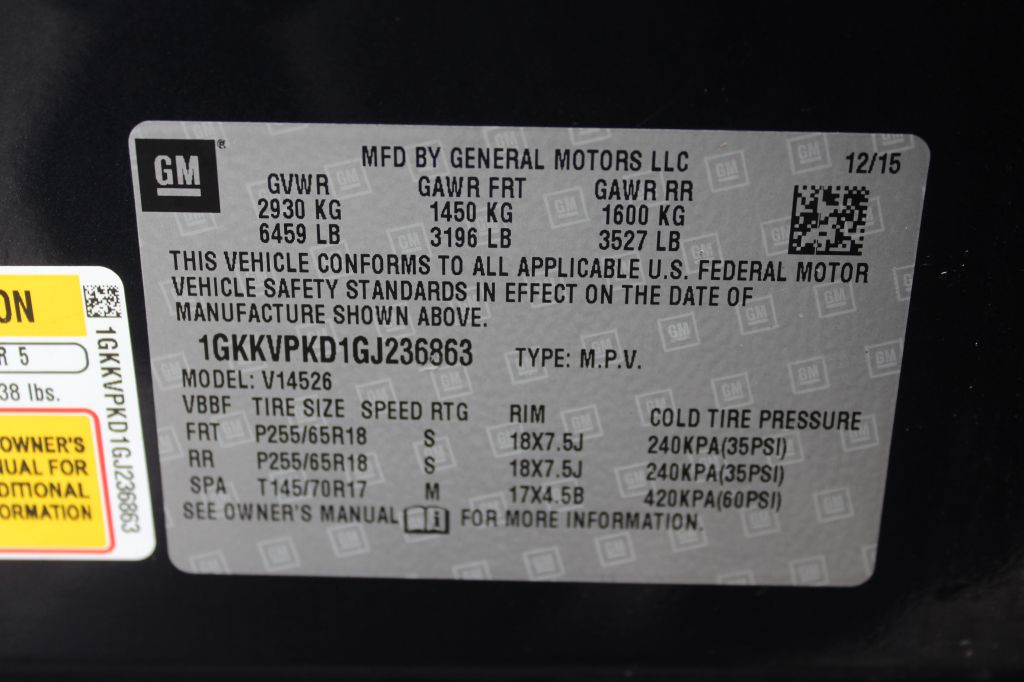 GM
®
MFD BY GENERAL MOTORS LLC 12/15
GVWR GAWR FRT GAWR RR
2930 KG 1450 KG 1600 KG
6459 LB 3196 LB 3527 LB
THIS VEHICLE CONFORMS TO ALL APPLICABLE U.S. FEDERAL MOTOR
VEHICLE SAFETY STANDARDS IN EFFECT ON THE DATE OF
MANUFACTURE SHOWN ABOVE.
1GKKVPKD1GJ236863 TYPE: M.P.V.
MODEL: V14526
VBBF TIRE SIZE SPEED RTG RIM COLD TIRE PRESSURE
FRT P255/65R18 S 18X7.5J 240KPA(35PSI)
RR P255/65R18 S 18X7.5J 240KPA(35PSI)
SPA T145/70R17 M 17X4.5B 420KPA(60PSI)
SEE OWNER'S MANUAL FOR MORE INFORMATION.
ON
R 5
38 lbs.
OWNER'S
NUAL FOR
DITIONAL
ORMATION
1GKKVPKD1GJ236863